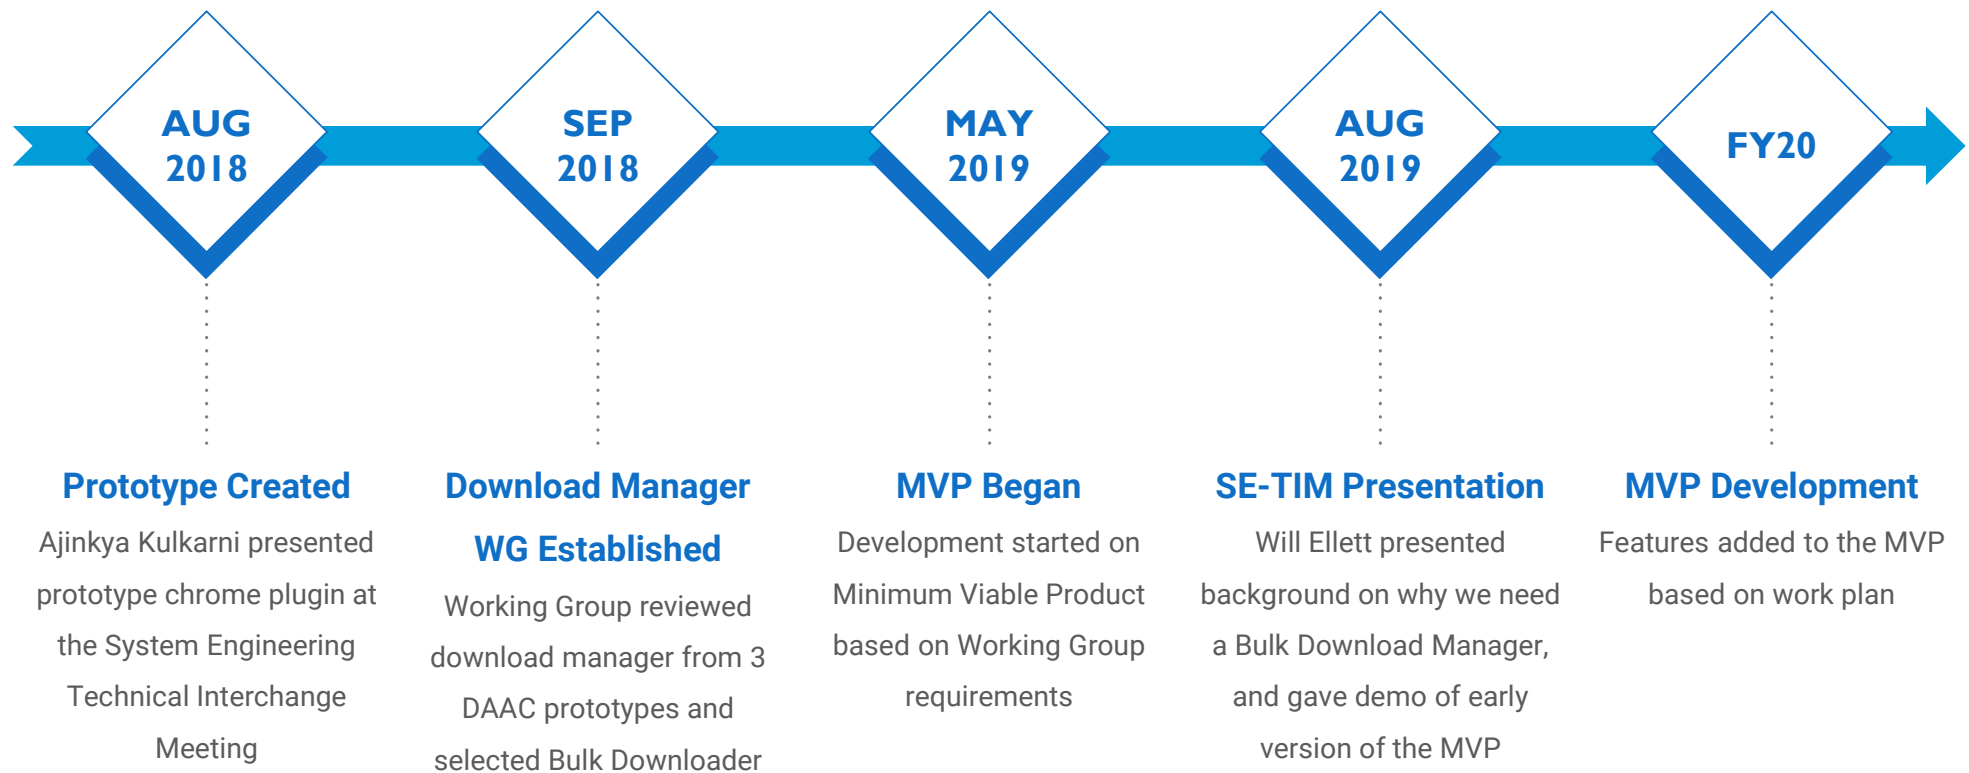 AUG
2018
SEP
2018
MAY
2019
AUG
2019
FY20
Prototype Created
Ajinkya Kulkarni presented
prototype chrome plugin at
the System Engineering
Technical Interchange
Meeting
Download Manager
WG Established
Working Group reviewed
download manager from 3
DAAC prototypes and
selected Bulk Downloader
MVP Began
Development started on
Minimum Viable Product
based on Working Group
requirements
SE-TIM Presentation
Will Ellett presented
background on why we need
a Bulk Download Manager,
and gave demo of early
version of the MVP
MVP Development
Features added to the MVP
based on work plan